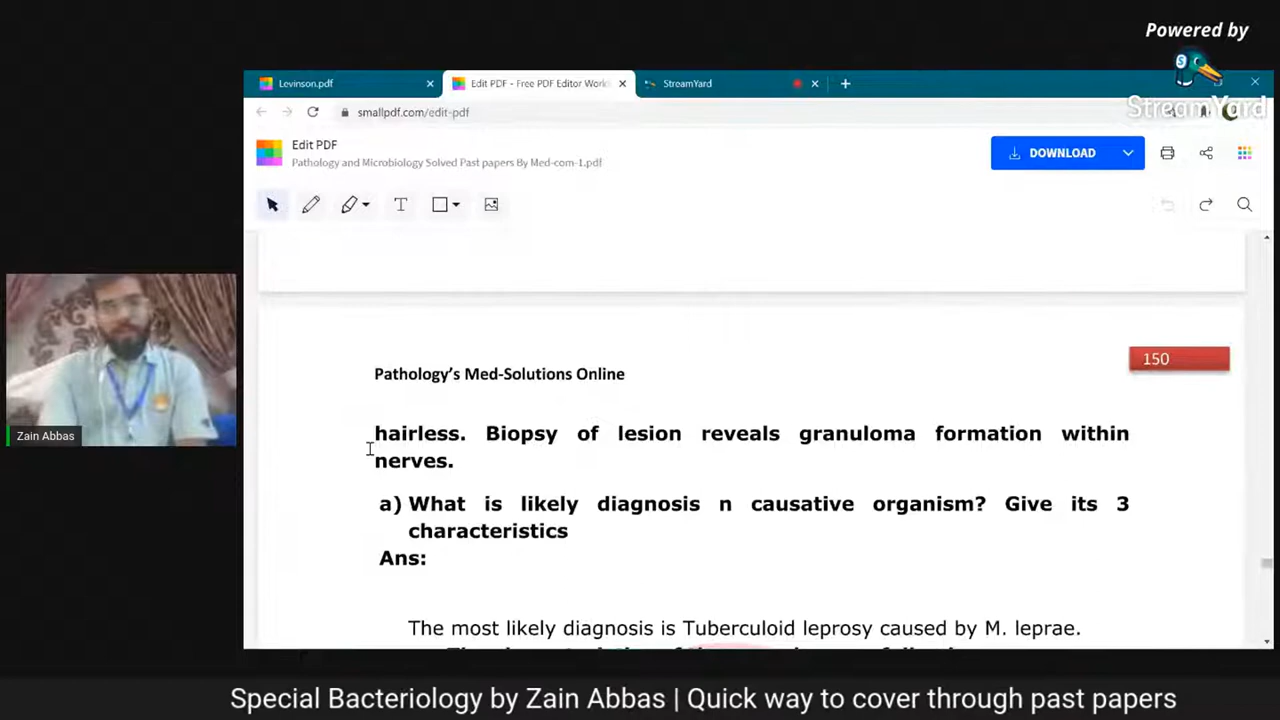 Powered by
StreamYard
Levinson.pdf
Edit PDF - Free PDF Editor Work
StreamYard
smallpdf.com/edit-pdf
Edit PDF
Pathology and Microbiology Solved Past papers By Med-com-1.pdf
DOWNLOAD
T
150
Pathology's Med-Solutions Online
hairless. Biopsy of lesion reveals granuloma formation within
nerves.
a) What is likely diagnosis n causative organism? Give its 3
characteristics
Ans:
The most likely diagnosis is Tuberculoid leprosy caused by M. leprae.
Zain Abbas
Special Bacteriology by Zain Abbas | Quick way to cover through past papers